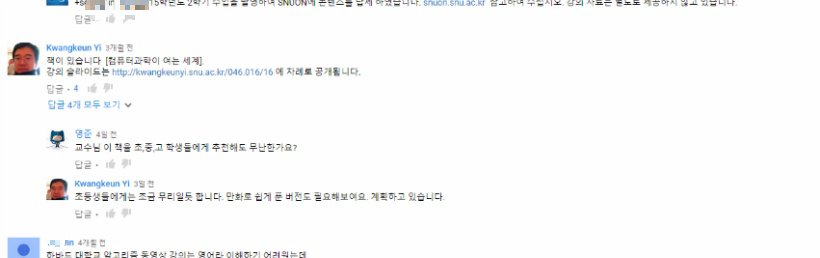 15학년도 2학기 수업을 촬영하여 SNUON에 콘텐츠를 탑재 하였습니다. snuon.snu.ac.kr 참고하여 주십시오. 강의 자료는 별도로 제공하지 않고 있습니다.
답글
Kwangkeun Yi 3개월 전
책이 있습니다. [컴퓨터과학이 여는 세계].
강의 슬라이드는 http://kwangkeunyi.snu.ac.kr/046.016/16 에 차례로 공개됩니다.
답글 · 4
답글 4개 모두 보기
영준 4일 전
교수님 이 책을 초,중,고 학생들에게 추천해도 무난한가요?
답글 ·
Kwangkeun Yi 3일 전
초등생들에게는 조금 무리일듯 합니다. 만화로 쉽게 푼 버전도 필요해보여요. 계획하고 있습니다.
답글 ·
4개월 전
하바드 대학교 알고리즘 동영상 강의는 영어라 이해하기 어려웠는데